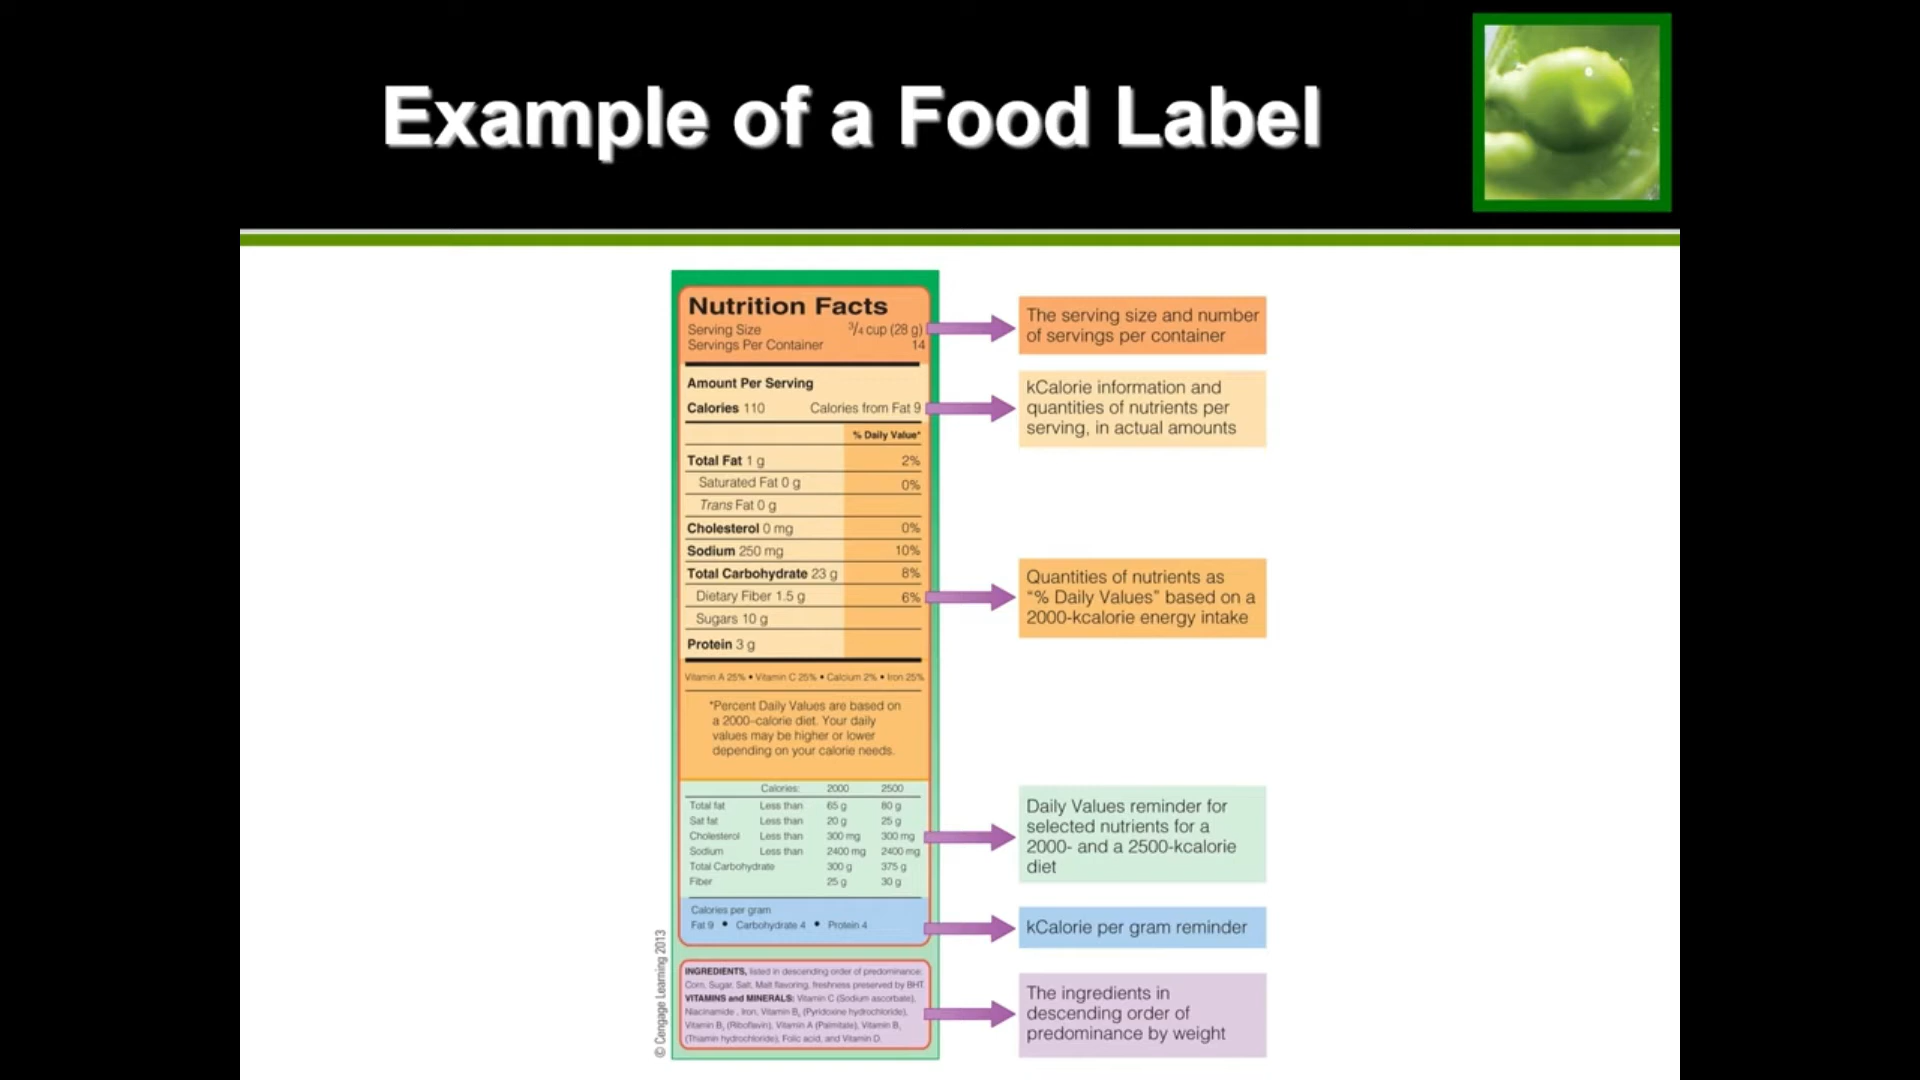 Example of a Food Label
Nutrition Facts
Serving Size 3/4 cup (28 g)
Servings Per Container 14
Amount Per Serving
Calories 110 Calories from Fat 9
% Daily Value*
Total Fat 1 g 2%
Saturated Fat 0 g 0%
Trans Fat 0 g
Cholesterol 0 mg 0%
Sodium 250 mg 10%
Total Carbohydrate 23 g 8%
Dietary Fiber 1.5 g 6%
Sugars 10 g
Protein 3 g
Vitamin A 25% • Vitamin C 25% • Calcium 2% • Iron 25%
*Percent Daily Values are based on
a 2000–calorie diet. Your daily
values may be higher or lower
depending on your calorie needs.
Calories: 2000 2500
Total fat Less than 65 g 80 g
Sat fat Less than 20 g 25 g
Cholesterol Less than 300 mg 300 mg
Sodium Less than 2400 mg 2400 mg
Total Carbohydrate 300 g 375 g
Fiber 25 g 30 g
Calories per gram
Fat 9 • Carbohydrate 4 • Protein 4
INGREDIENTS, listed in descending order of predominance:
Corn, Sugar, Salt, Malt flavoring, freshness preserved by BHT.
VITAMINS and MINERALS: Vitamin C (Sodium ascorbate),
Niacinamide, Iron, Vitamin B (Pyridoxine hydrochloride),
Vitamin B (Riboflavin), Vitamin A (Palmitate), Vitamin B
(Thiamin hydrochloride), Folic acid, and Vitamin D.
The serving size and number
of servings per container
kCalorie information and
quantities of nutrients per
serving, in actual amounts
Quantities of nutrients as
“% Daily Values” based on a
2000-kcalorie energy intake
Daily Values reminder for
selected nutrients for a
2000- and a 2500-kcalorie
diet
kCalorie per gram reminder
The ingredients in
descending order of
predominance by weight
© Cengage Learning 2013